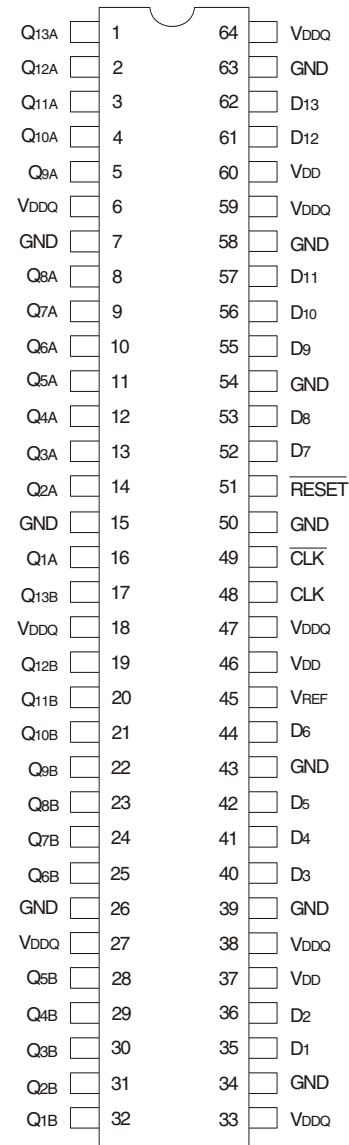 Q13A 1 64 VDDQ
Q12A 2 63 GND
Q11A 3 62 D13
Q10A 4 61 D12
Q9A 5 60 VDD
VDDQ 6 59 VDDQ
GND 7 58 GND
Q8A 8 57 D11
Q7A 9 56 D10
Q6A 10 55 D9
Q5A 11 54 GND
Q4A 12 53 D8
Q3A 13 52 D7
Q2A 14 51 R̅E̅S̅E̅T̅
GND 15 50 GND
Q1A 16 49 C̅L̅K̅
Q13B 17 48 CLK
VDDQ 18 47 VDDQ
Q12B 19 46 VDD
Q11B 20 45 VREF
Q10B 21 44 D6
Q9B 22 43 GND
Q8B 23 42 D5
Q7B 24 41 D4
Q6B 25 40 D3
GND 26 39 GND
VDDQ 27 38 VDDQ
Q5B 28 37 VDD
Q4B 29 36 D2
Q3B 30 35 D1
Q2B 31 34 GND
Q1B 32 33 VDDQ